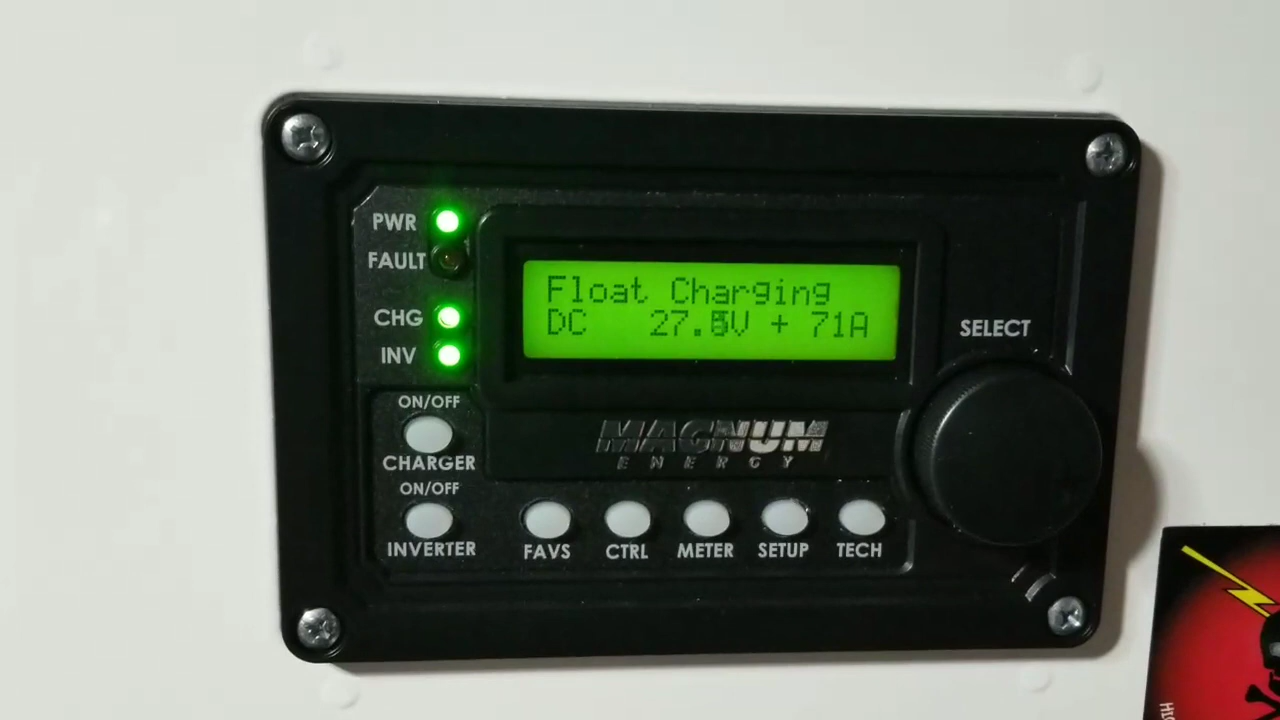 PWR
FAULT
CHG
INV
Float Charging
DC V + 71A
SELECT
ON/OFF
CHARGER
ON/OFF
INVERTER
MAGNUM
ENERGY
FAVS
CTRL
METER
SETUP
TECH